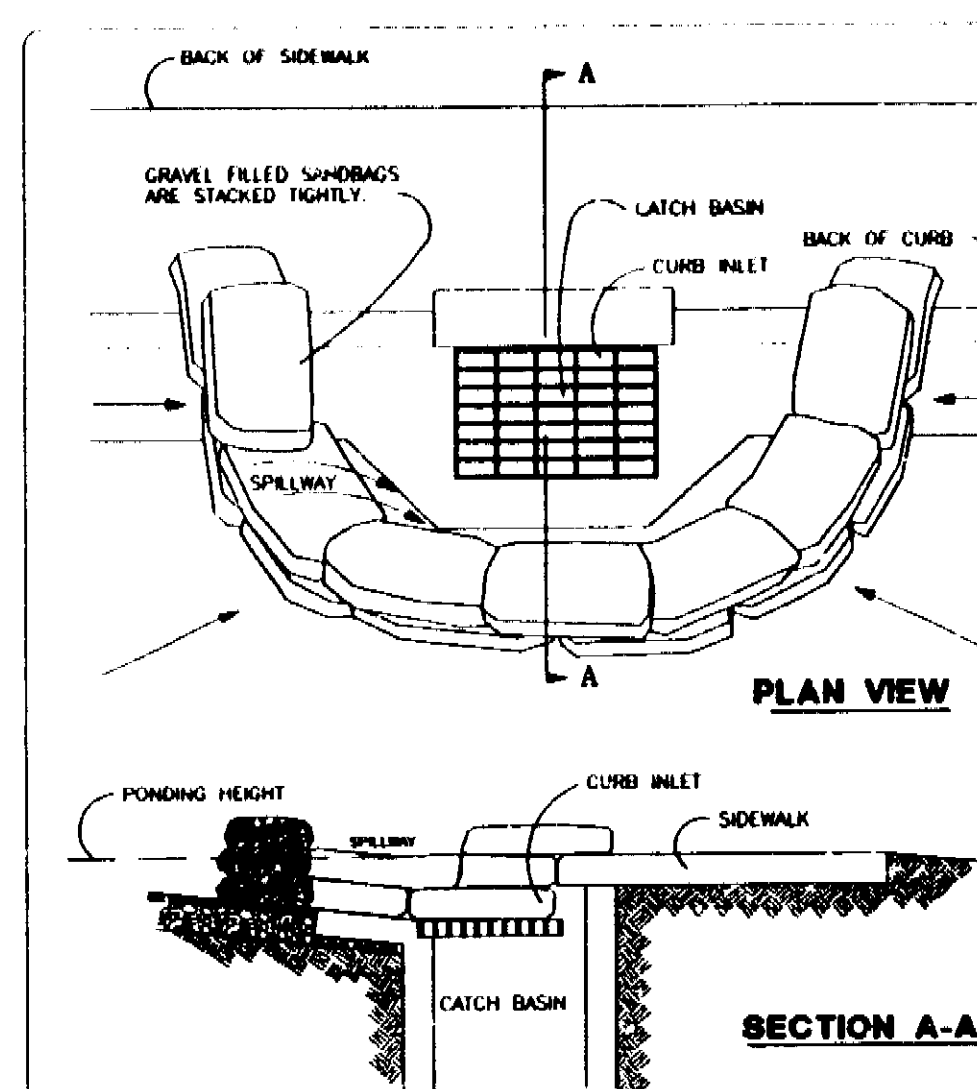 BACK OF SIDEWALK
A
GRAVEL FILLED SANDBAGS
ARE STACKED TIGHTLY.
CATCH BASIN
BACK OF CURB
CURB INLET
SPILLWAY
A
PLAN VIEW
PONDING HEIGHT
CURB INLET
SIDEWALK
SPILLWAY
CATCH BASIN
SECTION A-A